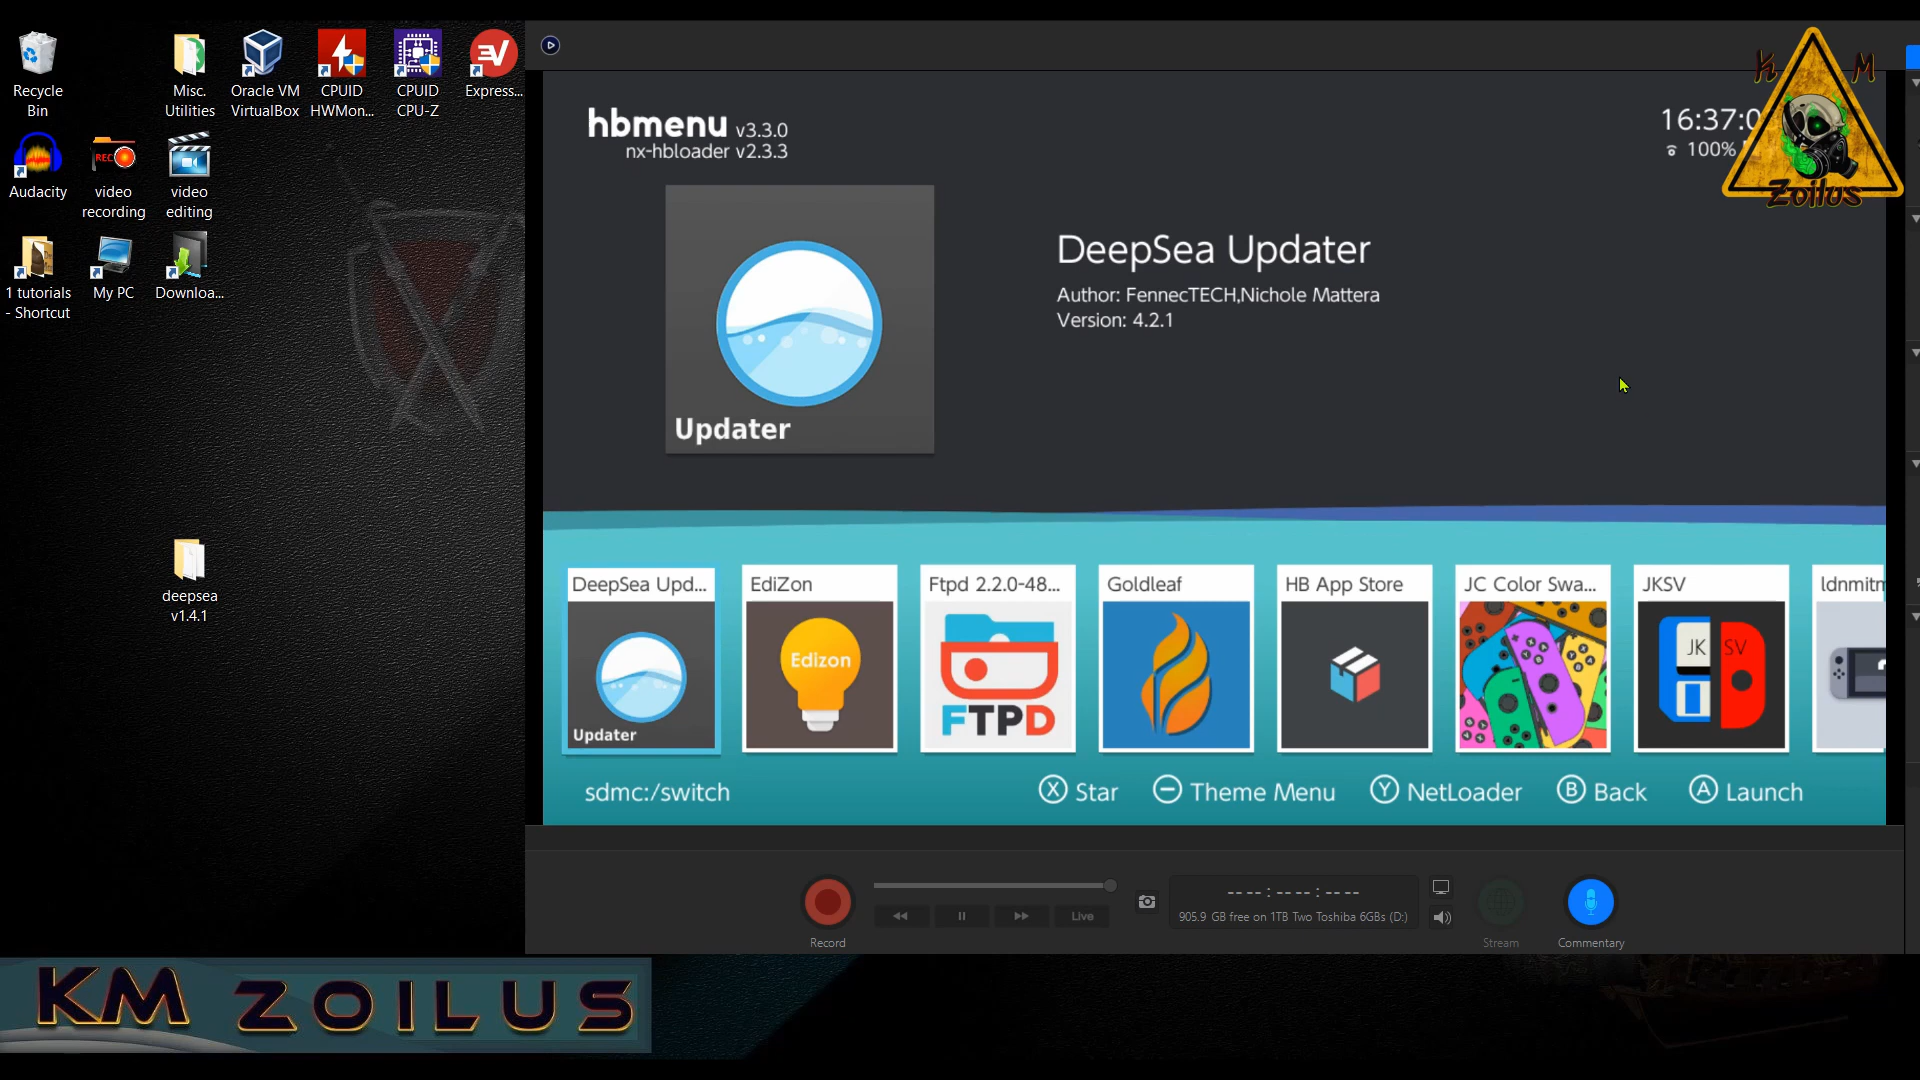 Recycle
Bin
Misc.
Utilities
Oracle VM
VirtualBox
CPUID
HWMon...
CPUID
CPU-Z
Express...
Audacity
REC
video
recording
video
editing
1 tutorials
- Shortcut
My PC
Downloa...
deepsea
v1.4.1
hbmenu v3.3.0
nx-hbloader v2.3.3
16:37:0
100%
K M
Zoilus
Updater
DeepSea Updater
Author: FennecTECH,Nichole Mattera
Version: 4.2.1
DeepSea Upd...
Updater
EdiZon
Edizon
Ftpd 2.2.0-48...
FTPD
Goldleaf
HB App Store
JC Color Swa...
JKSV
JK SV
ldnmitm
sdmc:/switch
X Star
Theme Menu
Y NetLoader
B Back
A Launch
Record
Live
-- -- : -- -- : -- --
905.9 GB free on 1TB Two Toshiba 6GBs (D:)
Stream
Commentary
KM ZOILUS